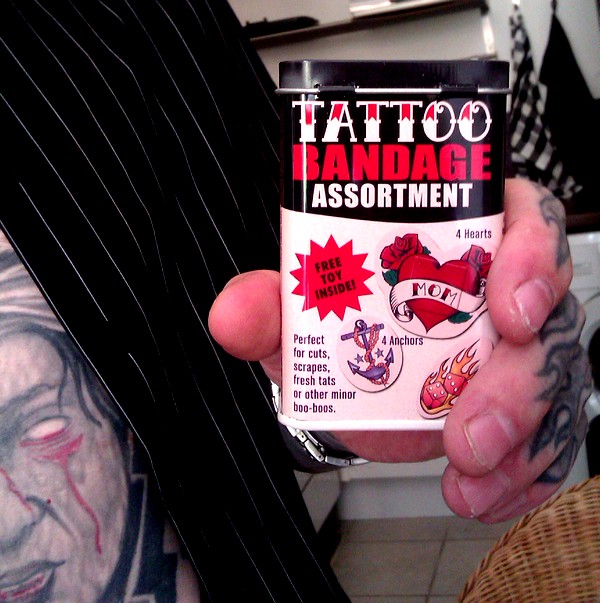 TATTOO
BANDAGE
ASSORTMENT
4 Hearts
FREE
TOY
INSIDE!
MOM
Perfect
for cuts,
scrapes,
fresh tats
or other minor
boo-boos.
4 Anchors